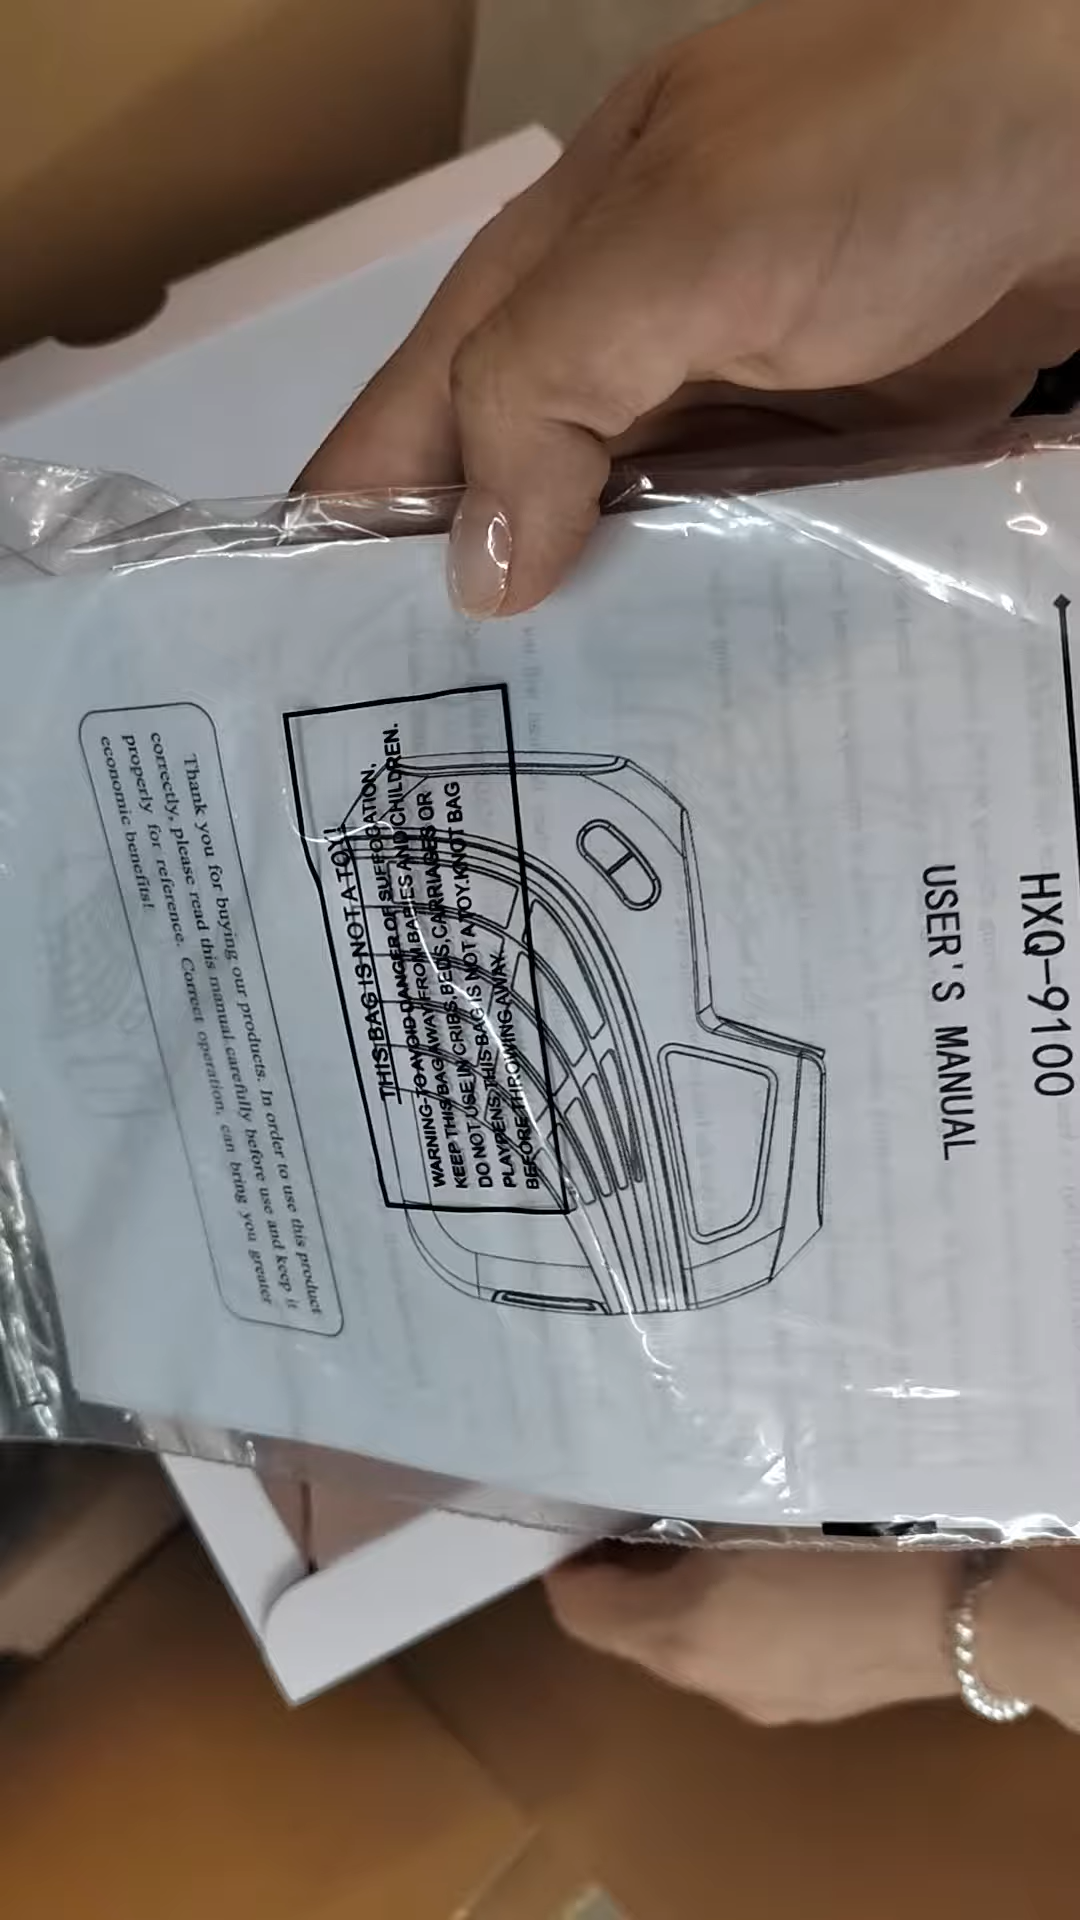 HXQ-9100
USER'S MANUAL
THIS BAG IS NOT A TOY!
WARNING-TO AVOID DANGER OF SUFFOCATION,
KEEP THIS BAG AWAY FROM BABIES AND CHILDREN.
DO NOT USE IN CRIBS, BEDS, CARRIAGES OR
PLAYPENS. THIS BAG IS NOT A TOY. KNOT BAG
BEFORE THROWING AWAY.
Thank you for buying our products. In order to use this product
correctly, please read this manual carefully before use and keep it
properly for reference. Correct operation, can bring you greater
economic benefits!